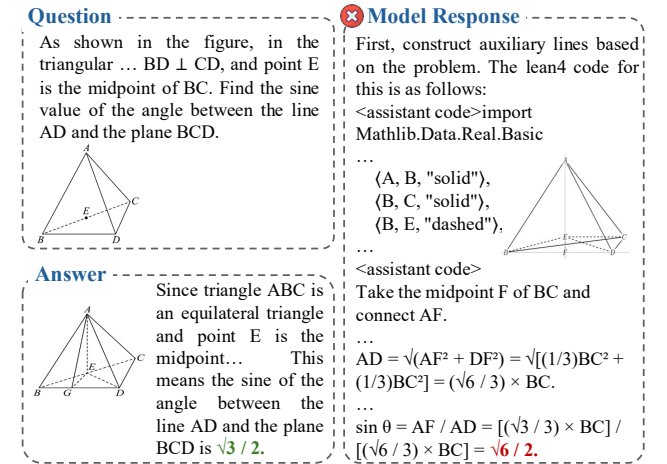 Question
As shown in the figure, in the
triangular … BD ⊥ CD, and point E
is the midpoint of BC. Find the sine
value of the angle between the line
AD and the plane BCD.
A
E
C
B
D
Answer
Since triangle ABC is
an equilateral triangle
and point E is the
midpoint… This
means the sine of the
angle between the
line AD and the plane
BCD is √3 / 2.
A
E
C
B
G
D
Model Response
First, construct auxiliary lines based
on the problem. The lean4 code for
this is as follows:
<assistant code>import
Mathlib.Data.Real.Basic
…
⟨A, B, "solid"⟩,
⟨B, C, "solid"⟩,
⟨B, E, "dashed"⟩,
…
A
E
C
B
F
D
<assistant code>
Take the midpoint F of BC and
connect AF.
…
AD = √(AF² + DF²) = √[(1/3)BC² +
(1/3)BC²] = (√6 / 3) × BC.
…
sin θ = AF / AD = [(√3 / 3) × BC] /
[(√6 / 3) × BC] = √6 / 2.